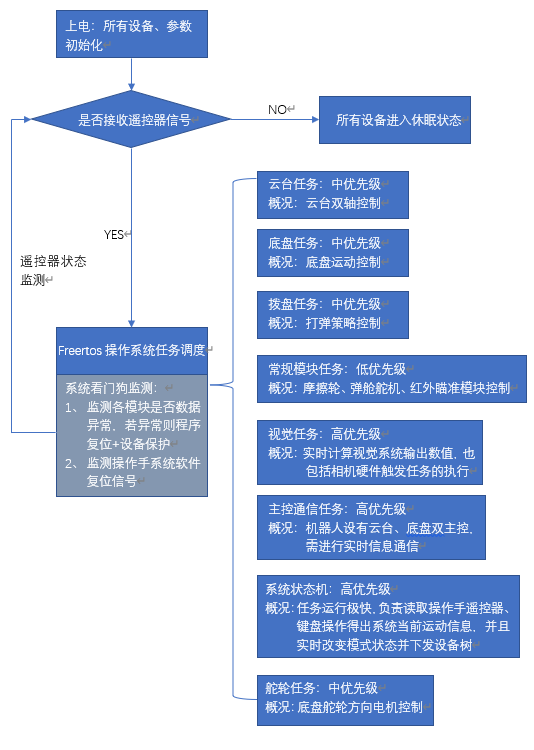 上电：所有设备、参数
初始化
是否接收遥控器信号
NO
所有设备进入休眠状态
YES
遥控器状态
监测
Freertos 操作系统任务调度
系统看门狗监测：
1、 监测各模块是否数据
异常，若异常则程序
复位+设备保护
2、 监测操作手系统软件
复位信号
云台任务：中优先级
概况：云台双轴控制
底盘任务：中优先级
概况：底盘运动控制
拨盘任务：中优先级
概况：打弹策略控制
常规模块任务：低优先级
概况：摩擦轮、弹舱舵机、红外瞄准模块控制
视觉任务：高优先级
概况：实时计算视觉系统输出数值，也
包括相机硬件触发任务的执行
主控通信任务：高优先级
概况：机器人设有云台、底盘双主控，
需进行实时信息通信
系统状态机：高优先级
概况：任务运行极快，负责读取操作手遥控器、
键盘操作得出系统当前运动信息，并且
实时改变模式状态并下发设备树
舵轮任务：中优先级
概况：底盘舵轮方向电机控制